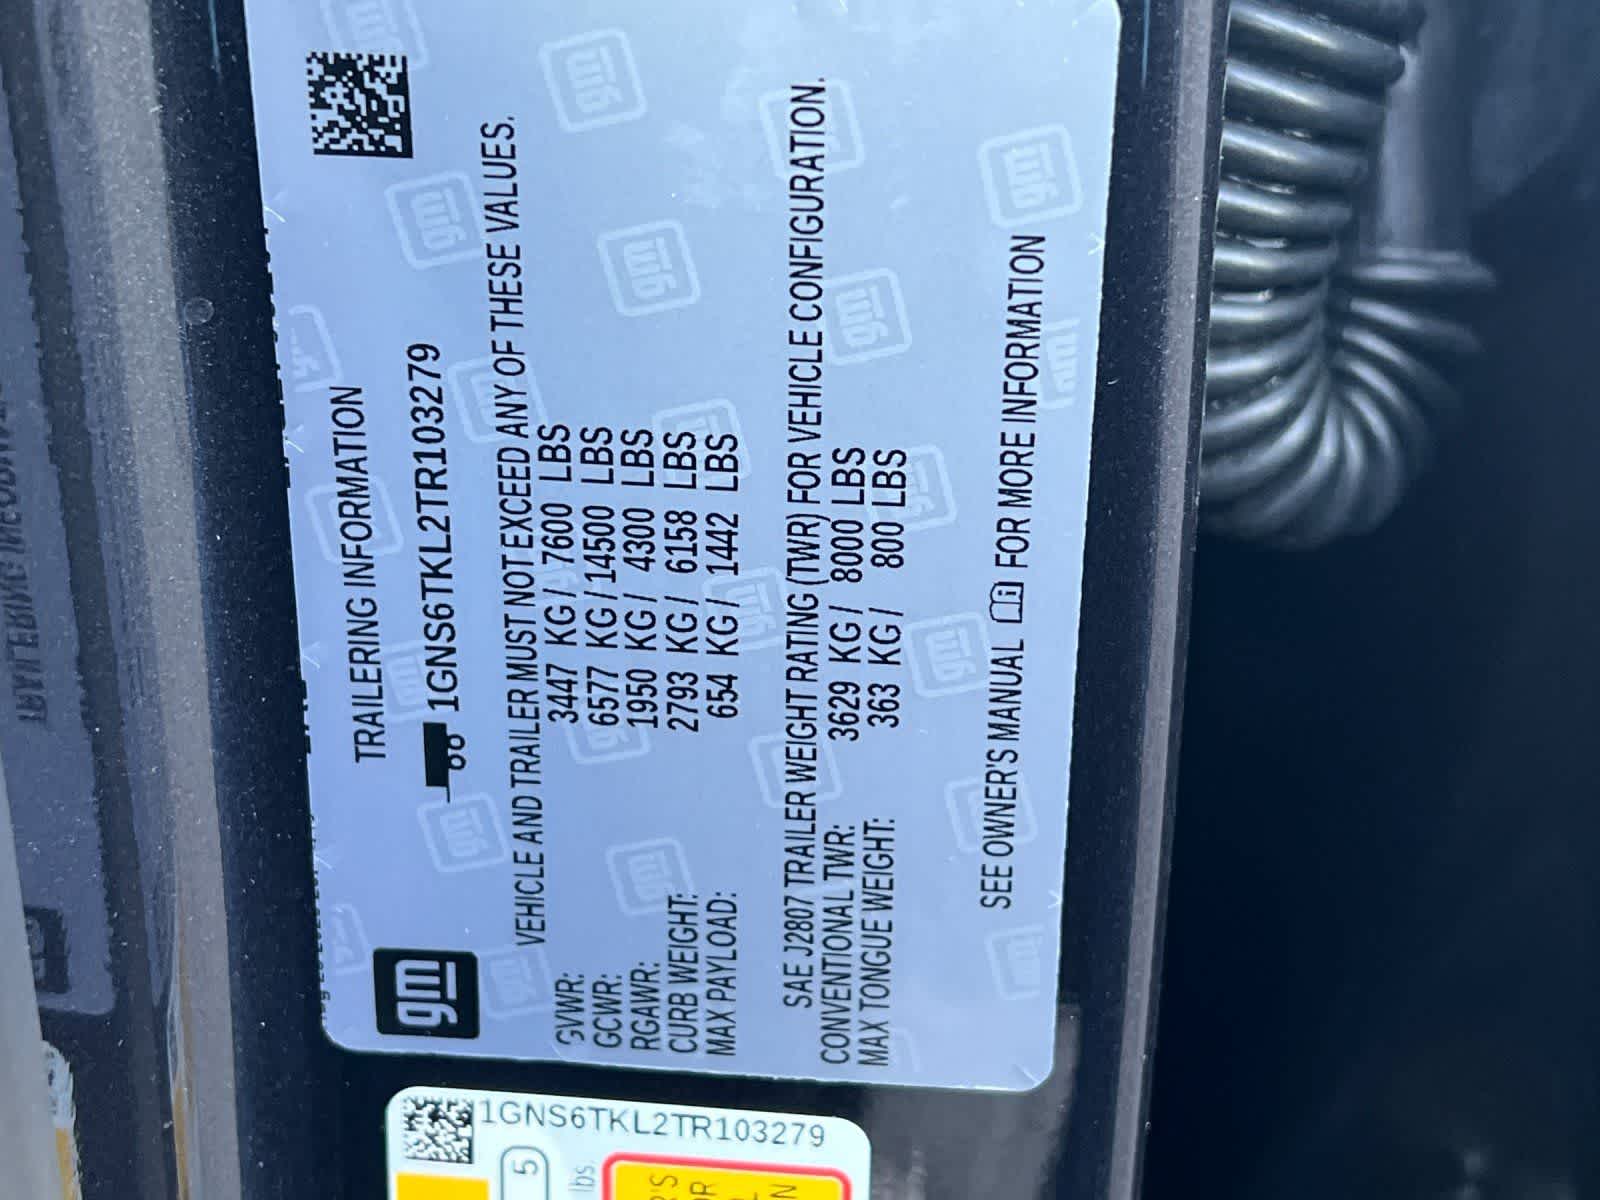 gm
TRAILERING INFORMATION
1GNS6TKL2TR103279
VEHICLE AND TRAILER MUST NOT EXCEED ANY OF THESE VALUES.
GVWR: 3447 KG / 7600 LBS
GCWR: 6577 KG / 14500 LBS
RGAWR: 1950 KG / 4300 LBS
CURB WEIGHT: 2793 KG / 6158 LBS
MAX PAYLOAD: 654 KG / 1442 LBS
SAE J2807 TRAILER WEIGHT RATING (TWR) FOR VEHICLE CONFIGURATION.
CONVENTIONAL TWR: 3629 KG / 8000 LBS
MAX TONGUE WEIGHT: 363 KG / 800 LBS
SEE OWNER'S MANUAL FOR MORE INFORMATION
1GNS6TKL2TR103279
5
lbs.